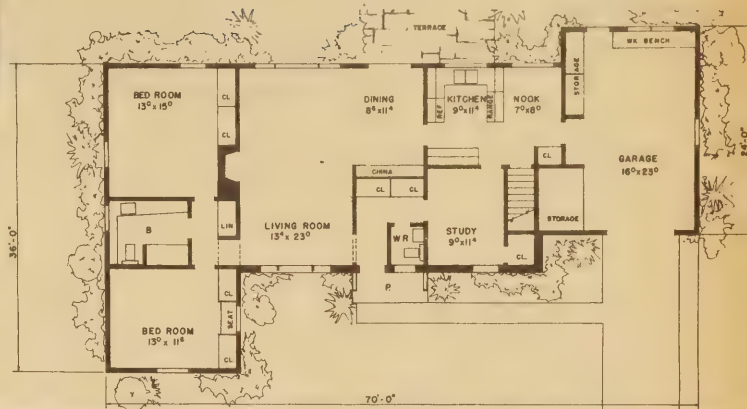 TERRACE
WK BENCH
STORAGE
BED ROOM
13⁰ x 15⁰
CL
CL
DINING
8⁶ x 11⁴
REF
KITCHEN
9⁰ x 11⁴
RANGE
NOOK
7⁰ x 8⁰
CL
GARAGE
16⁰ x 23⁰
24'-0"
CHINA
CL
CL
36'-0"
B
LIN
LIVING ROOM
13⁴ x 23⁰
WR
STUDY
9⁰ x 11⁴
STORAGE
CL
P.
CL
SEAT
CL
BED ROOM
13⁰ x 11⁶
70'-0"